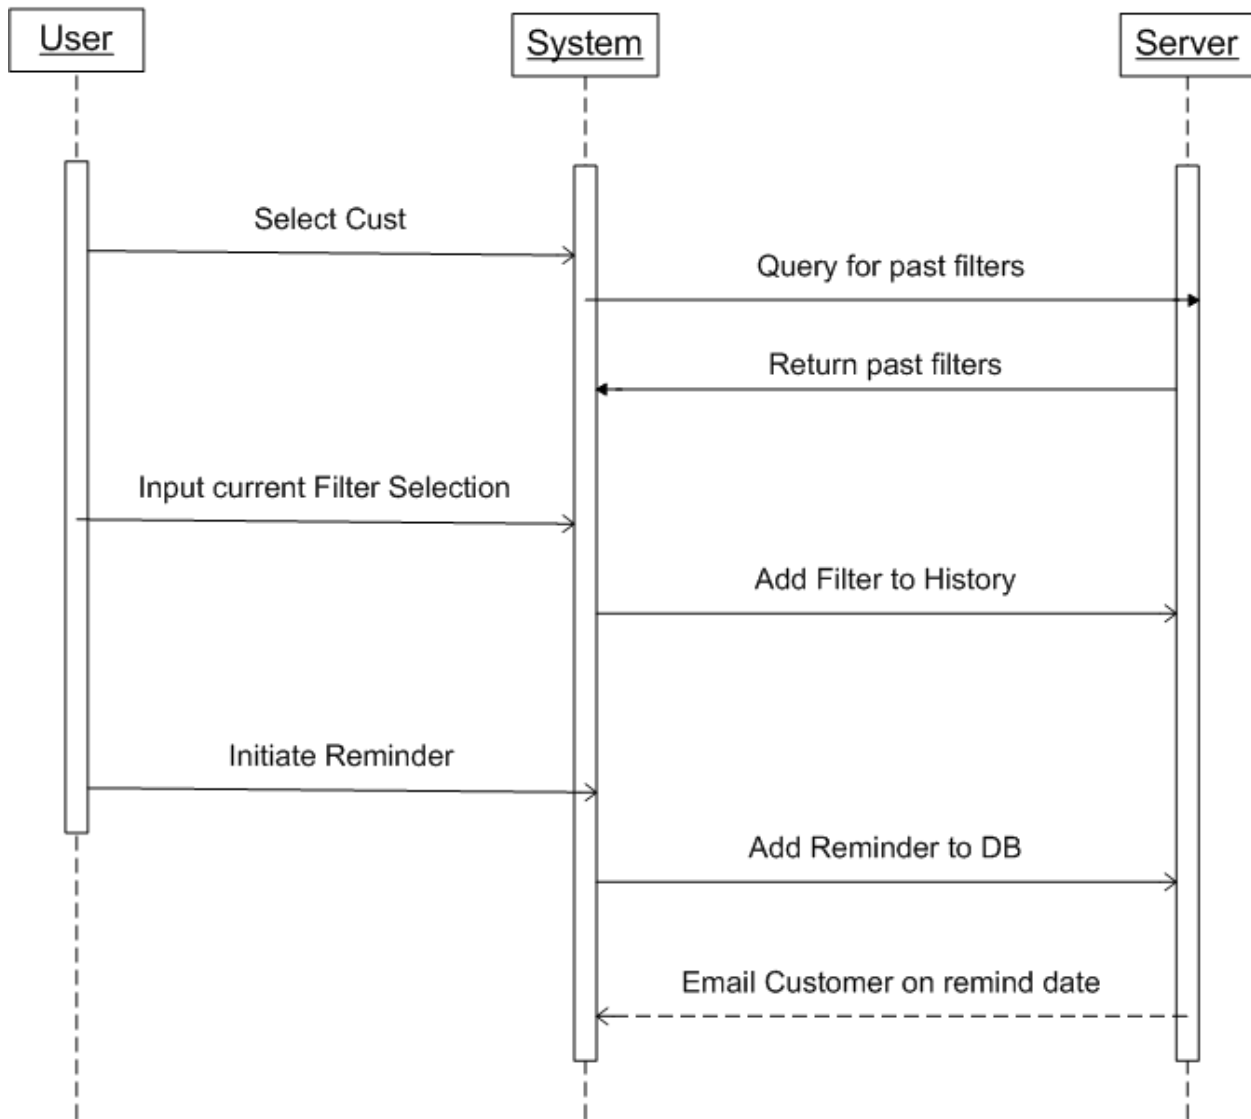 User
System
Server
Select Cust
Query for past filters
Return past filters
Input current Filter Selection
Add Filter to History
Initiate Reminder
Add Reminder to DB
Email Customer on remind date